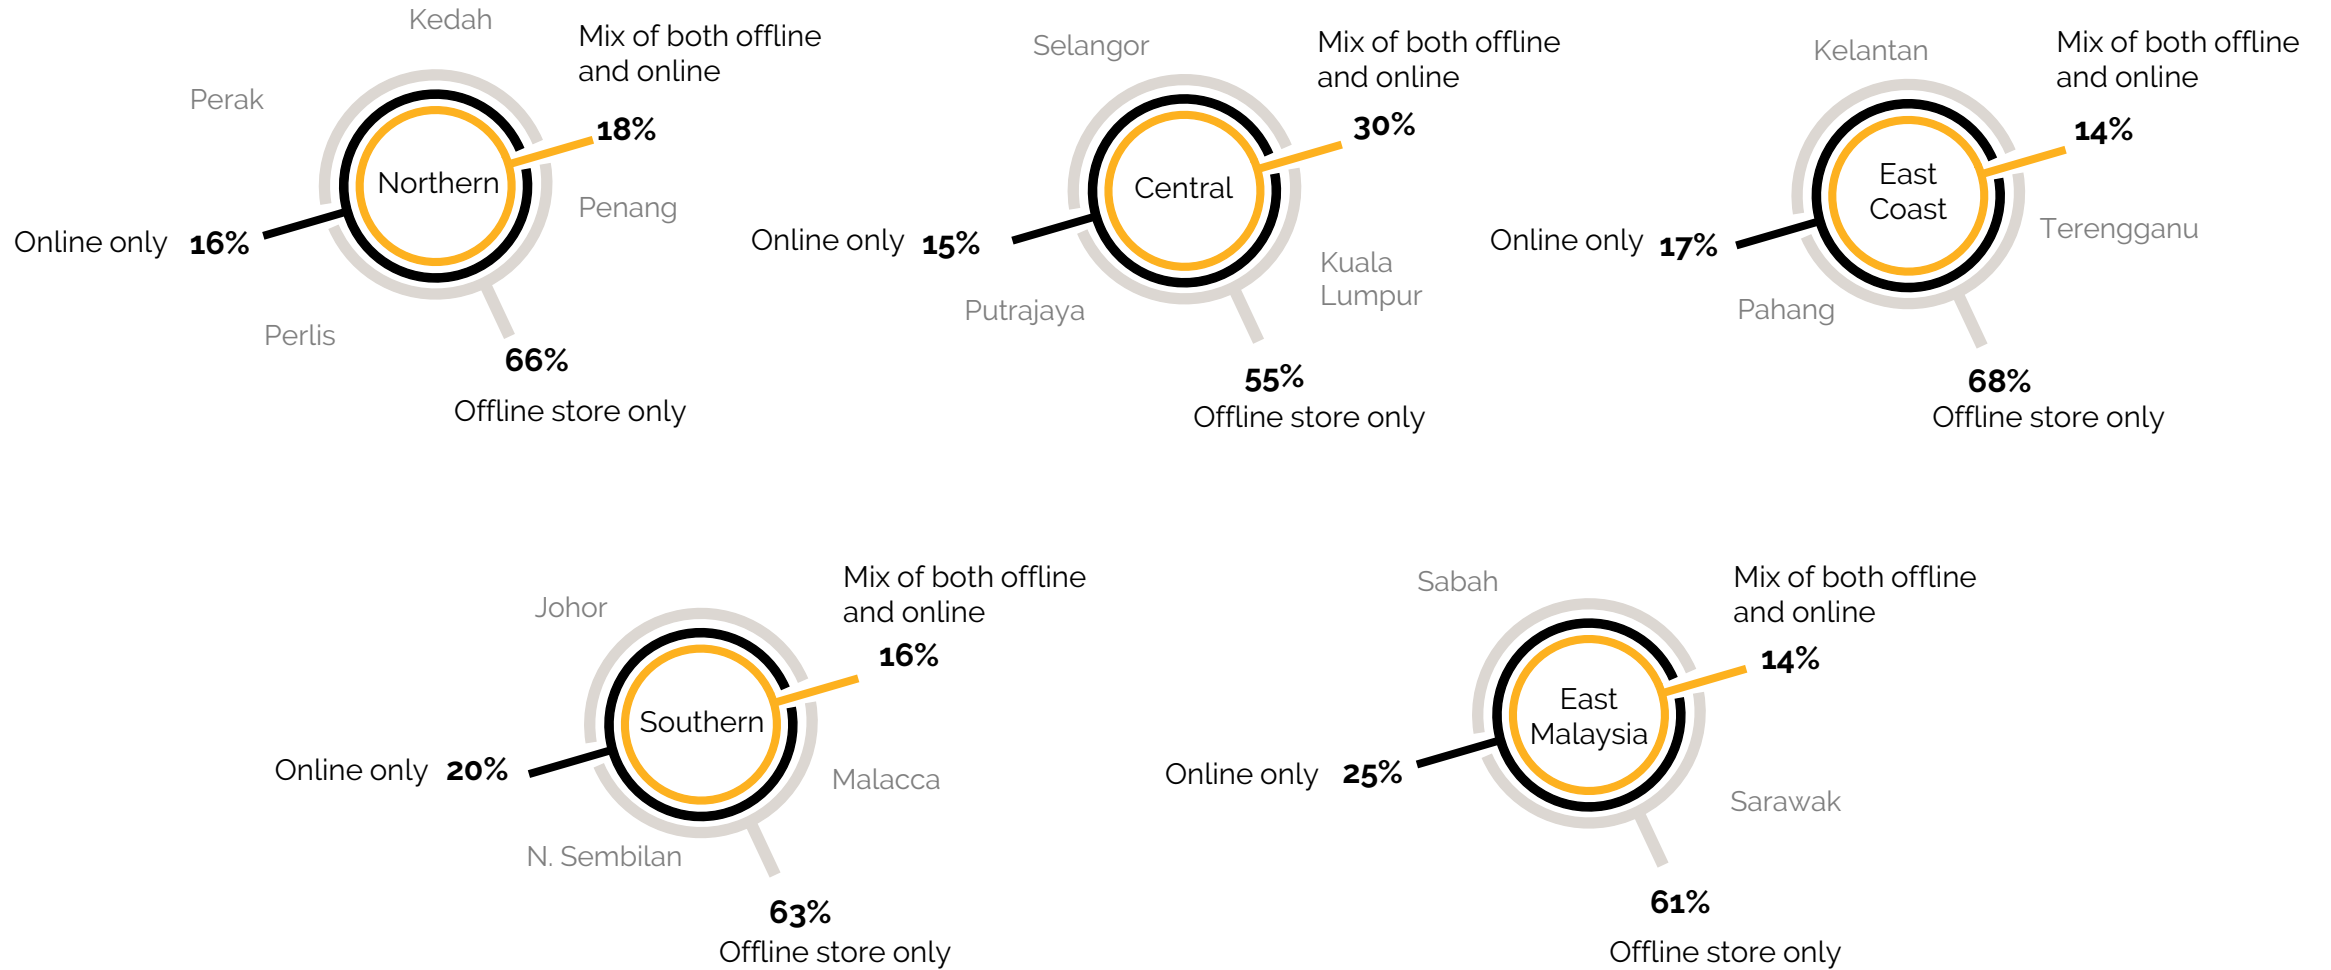 Kedah
Mix of both offline
and online
Perak
18%
Northern
Penang
Online only 16%
Perlis
66%
Offline store only
Selangor
Mix of both offline
and online
30%
Central
Online only 15%
Kuala
Lumpur
Putrajaya
55%
Offline store only
Kelantan
Mix of both offline
and online
14%
East
Coast
Terengganu
Online only 17%
Pahang
68%
Offline store only
Johor
Mix of both offline
and online
16%
Southern
Online only 20%
Malacca
N. Sembilan
63%
Offline store only
Sabah
Mix of both offline
and online
14%
East
Malaysia
Online only 25%
Sarawak
61%
Offline store only